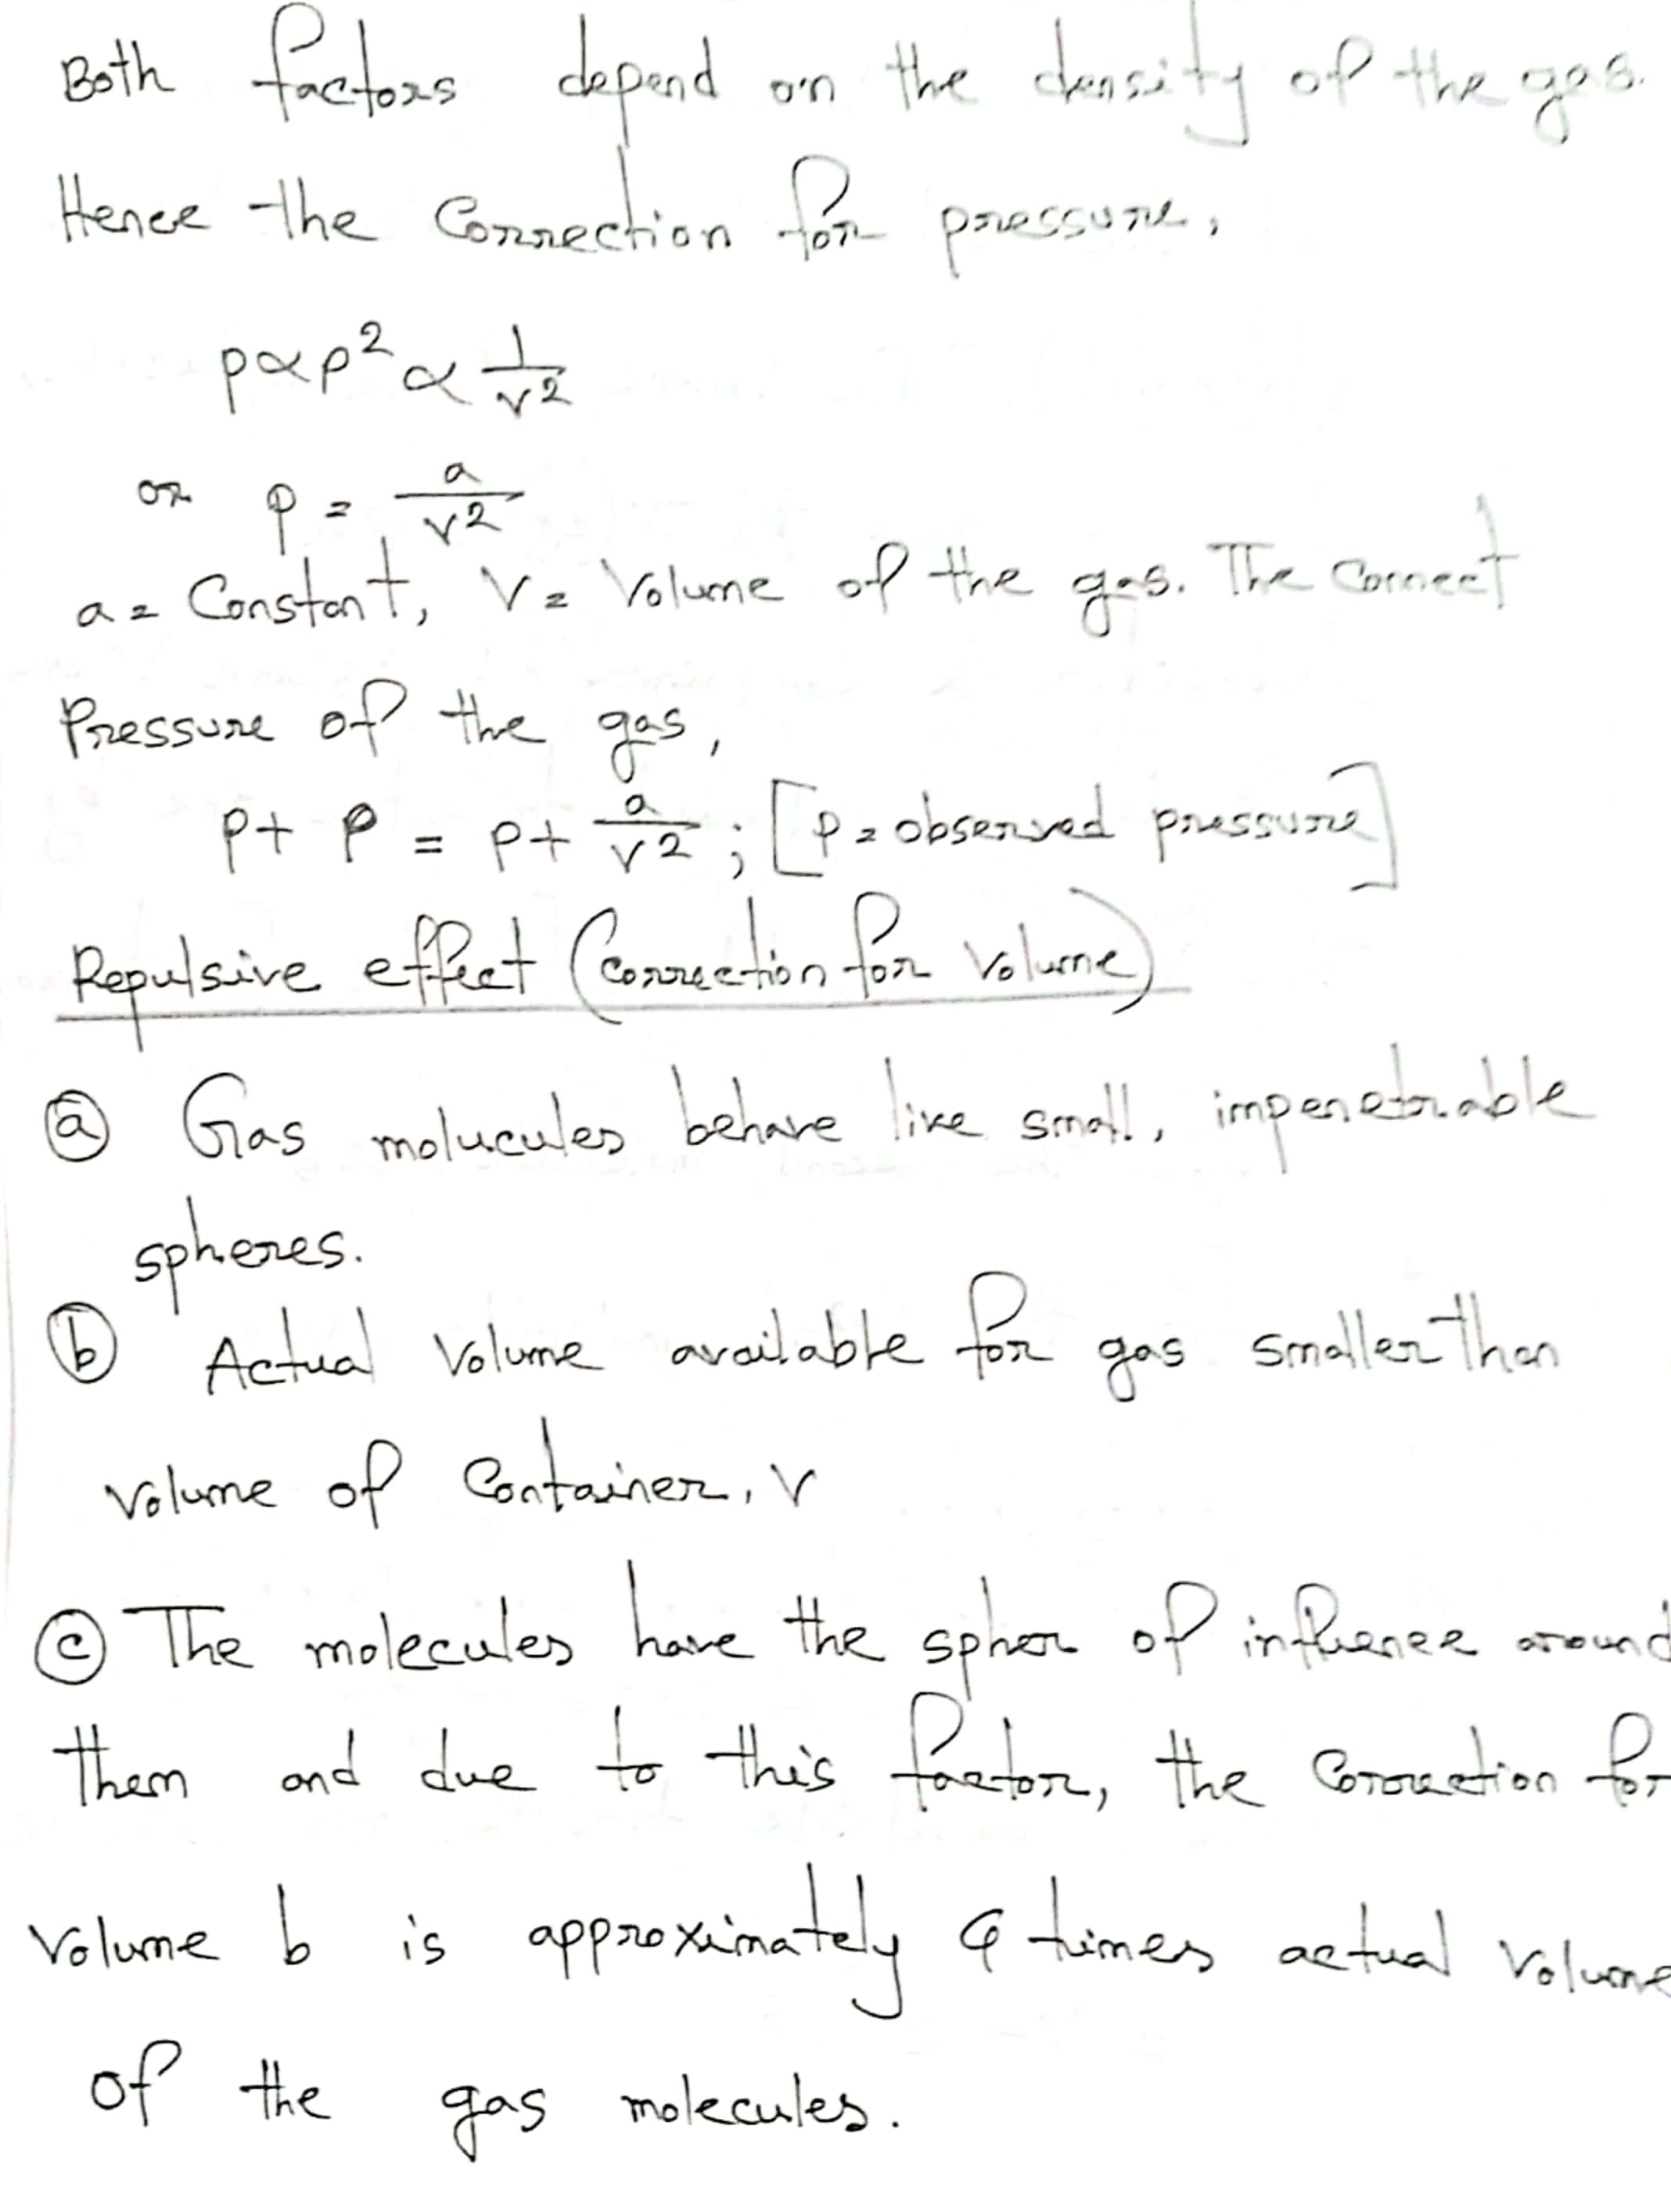 Both factors depend on the density of the gas.
Hence the Correction for pressure,
p∝ρ² ∝ 1/v²
or p = a/v²
a = Constant, V = Volume of the gas. The Correct
Pressure of the gas,
P + p = P + a/v² ; [P = observed pressure]
Repulsive effect (correction for Volume)
ⓐ Gas molucules behave like small, impenetrable
spheres.
ⓑ Actual Volume available for gas smaller than
volume of Container, V
ⓒ The molecules have the spher of influence around
them and due to this factor, the Correction for
volume b is approximately 4 times actual volume
of the gas molecules.